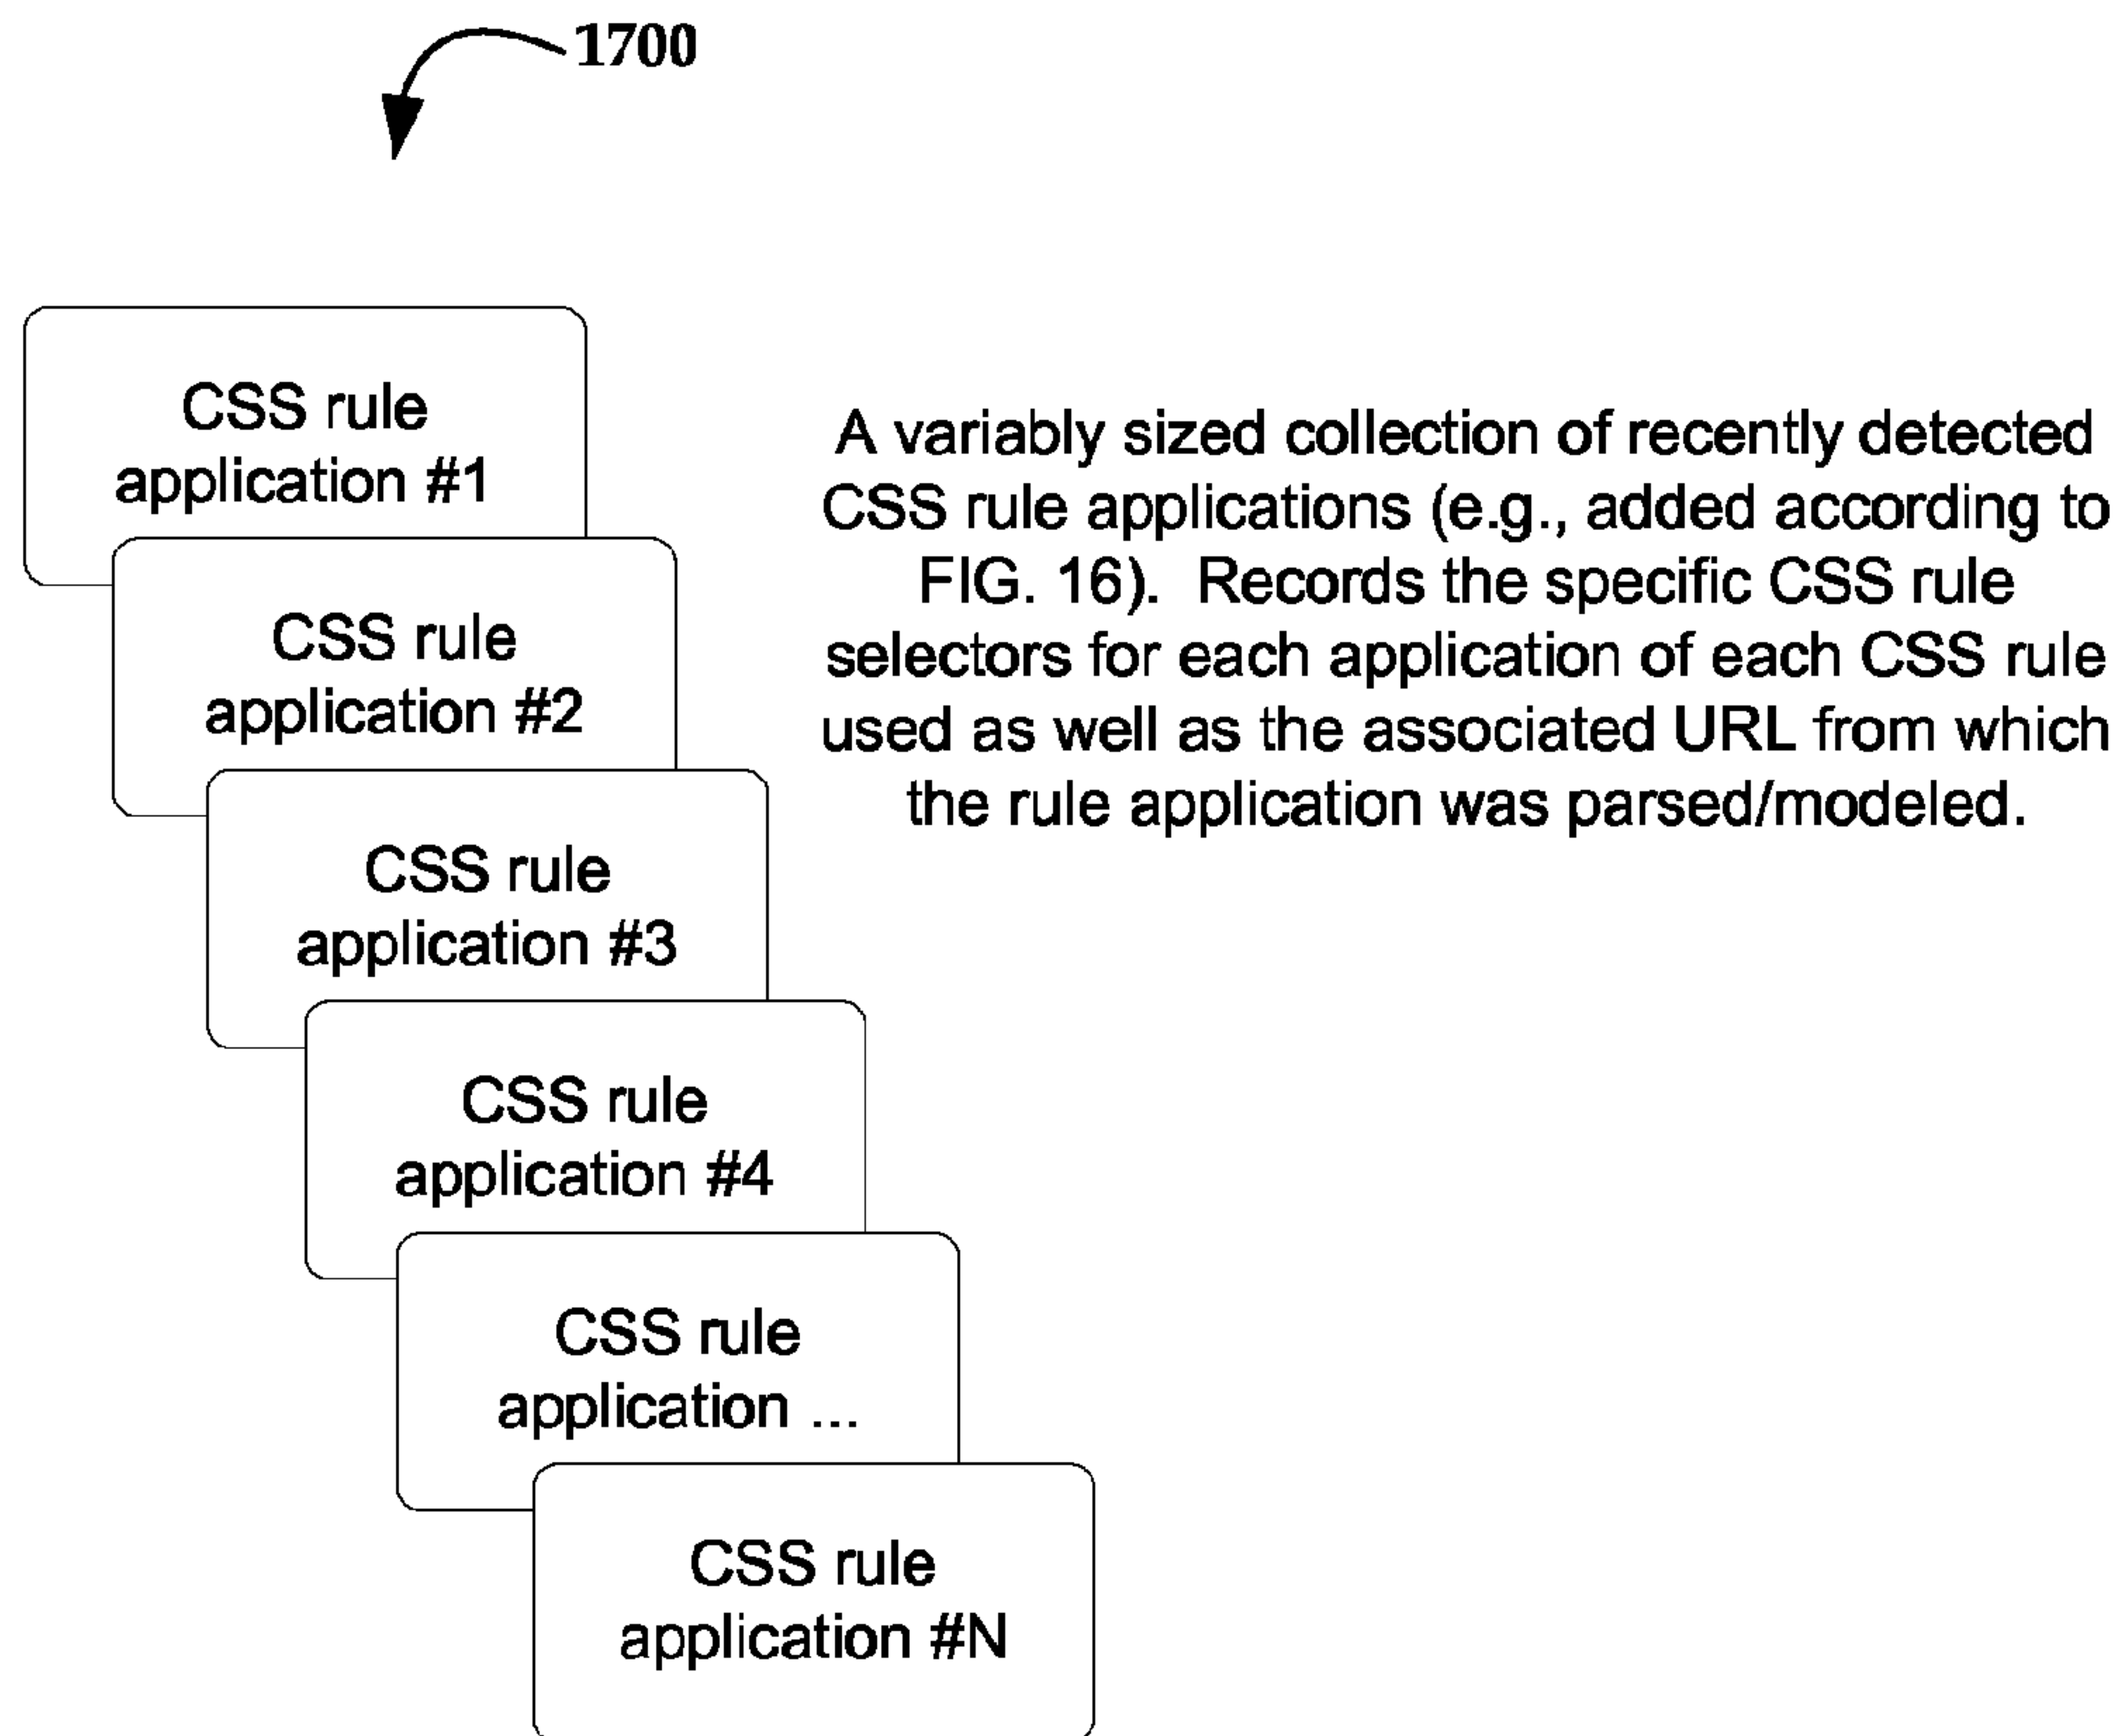 1700
CSS rule
application #1
CSS rule
application #2
CSS rule
application #3
CSS rule
application #4
CSS rule
application ...
CSS rule
application #N
A variably sized collection of recently detected
CSS rule applications (e.g., added according to
FIG. 16).  Records the specific CSS rule
selectors for each application of each CSS rule
used as well as the associated URL from which
the rule application was parsed/modeled.